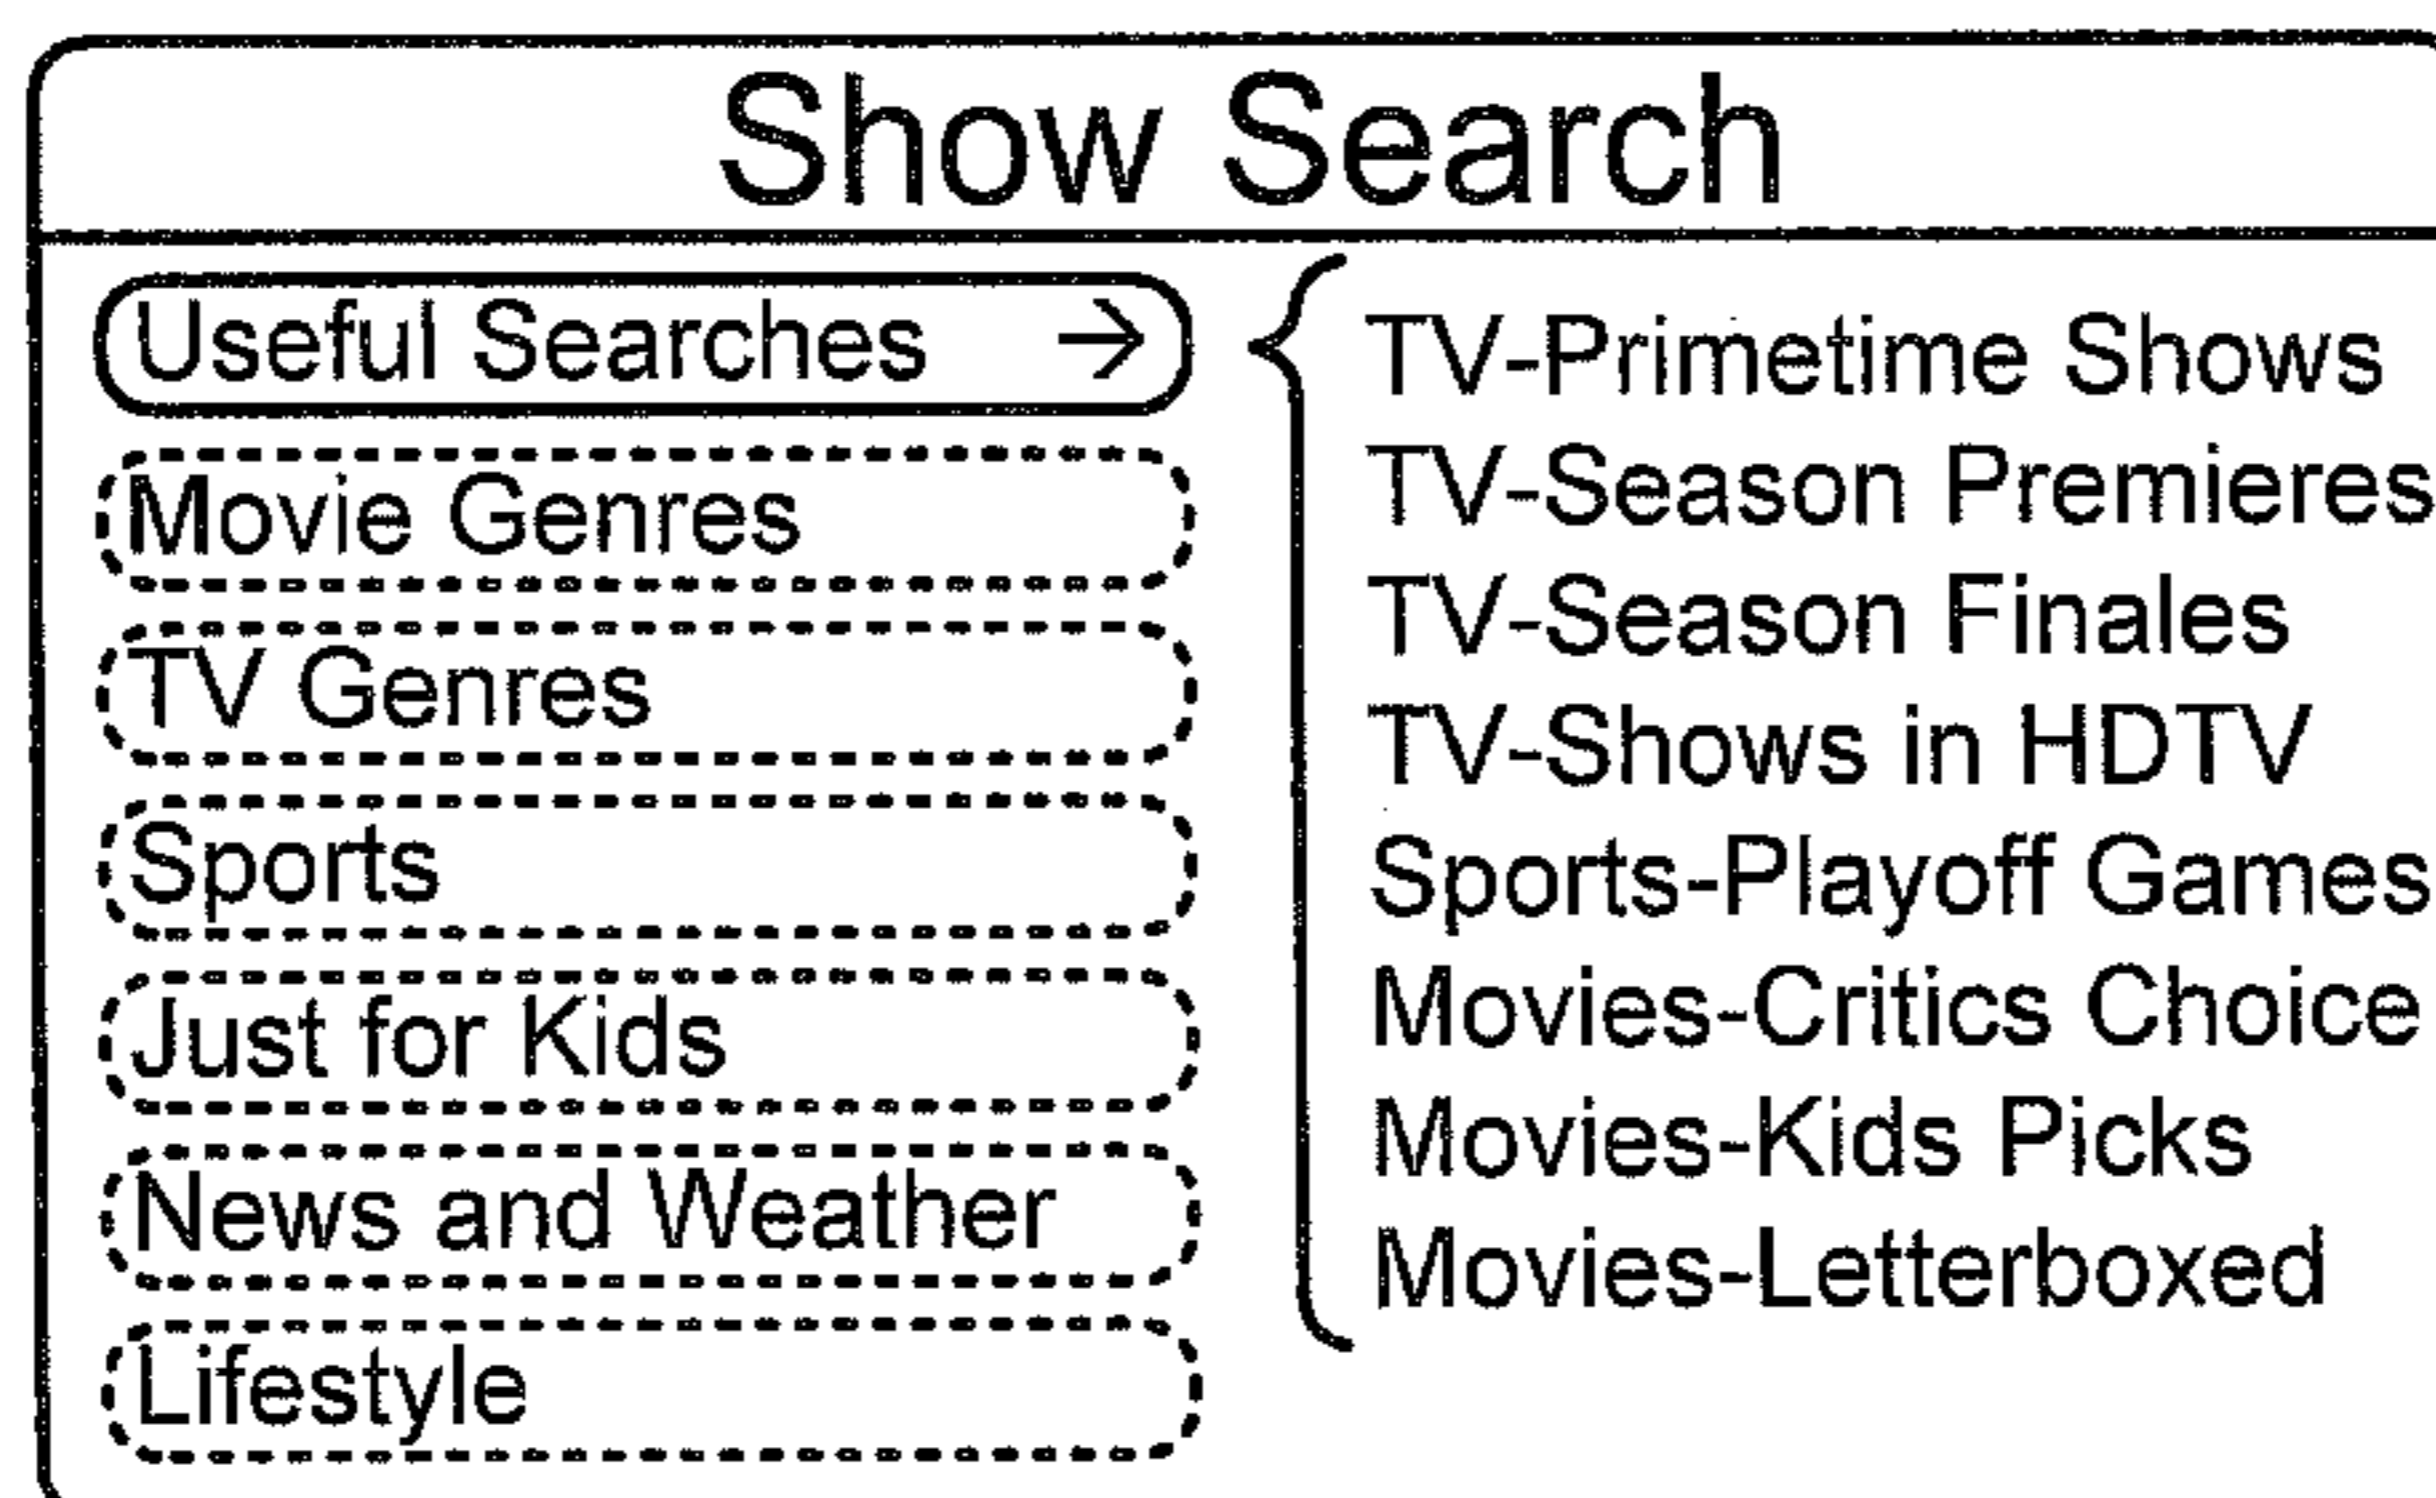 Show Search
Useful Searches →
Movie Genres
TV Genres
Sports
Just for Kids
News and Weather
Lifestyle
TV-Primetime Shows
TV-Season Premieres
TV-Season Finales
TV-Shows in HDTV
Sports-Playoff Games
Movies-Critics Choice
Movies-Kids Picks
Movies-Letterboxed